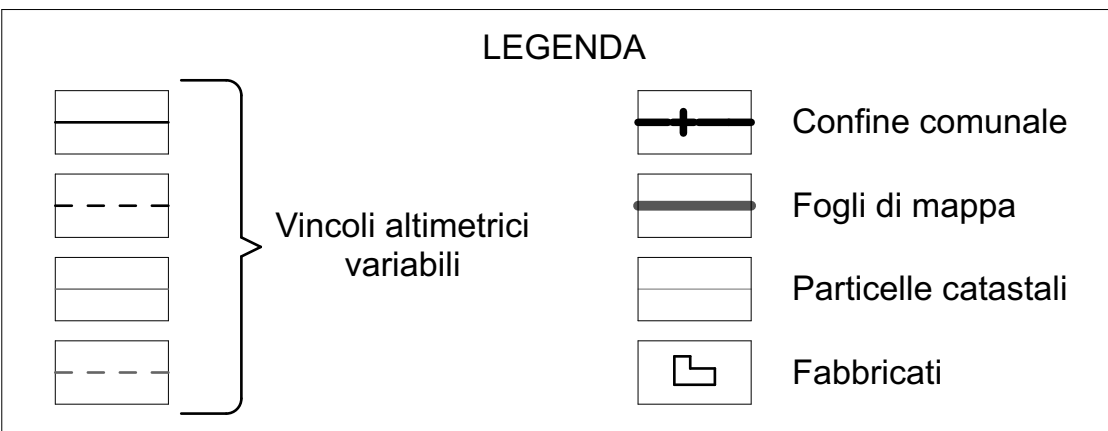 LEGENDA
Vincoli altimetrici
variabili
Confine comunale
Fogli di mappa
Particelle catastali
Fabbricati